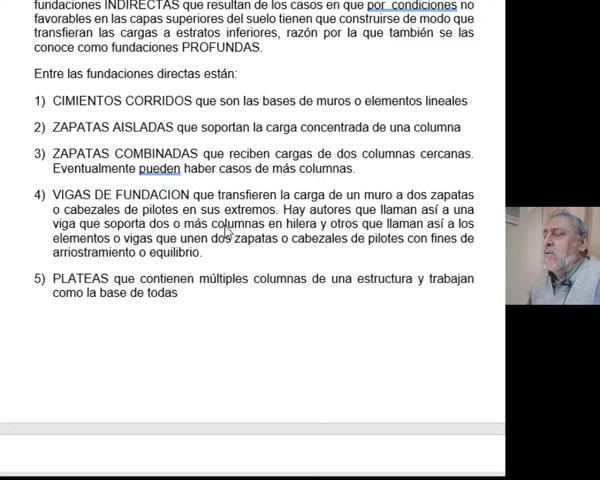 fundaciones INDIRECTAS que resultan de los casos en que por condiciones no
favorables en las capas superiores del suelo tienen que construirse de modo que
transfieran las cargas a estratos inferiores, razón por la que también se las
conoce como fundaciones PROFUNDAS.
Entre las fundaciones directas están:
1) CIMIENTOS CORRIDOS que son las bases de muros o elementos lineales
2) ZAPATAS AISLADAS que soportan la carga concentrada de una columna
3) ZAPATAS COMBINADAS que reciben cargas de dos columnas cercanas.
Eventualmente pueden haber casos de más columnas.
4) VIGAS DE FUNDACION que transfieren la carga de un muro a dos zapatas
o cabezales de pilotes en sus extremos. Hay autores que llaman así a una
viga que soporta dos o más columnas en hilera y otros que llaman así a los
elementos o vigas que unen dos zapatas o cabezales de pilotes con fines de
arriostramiento o equilibrio.
5) PLATEAS que contienen múltiples columnas de una estructura y trabajan
como la base de todas